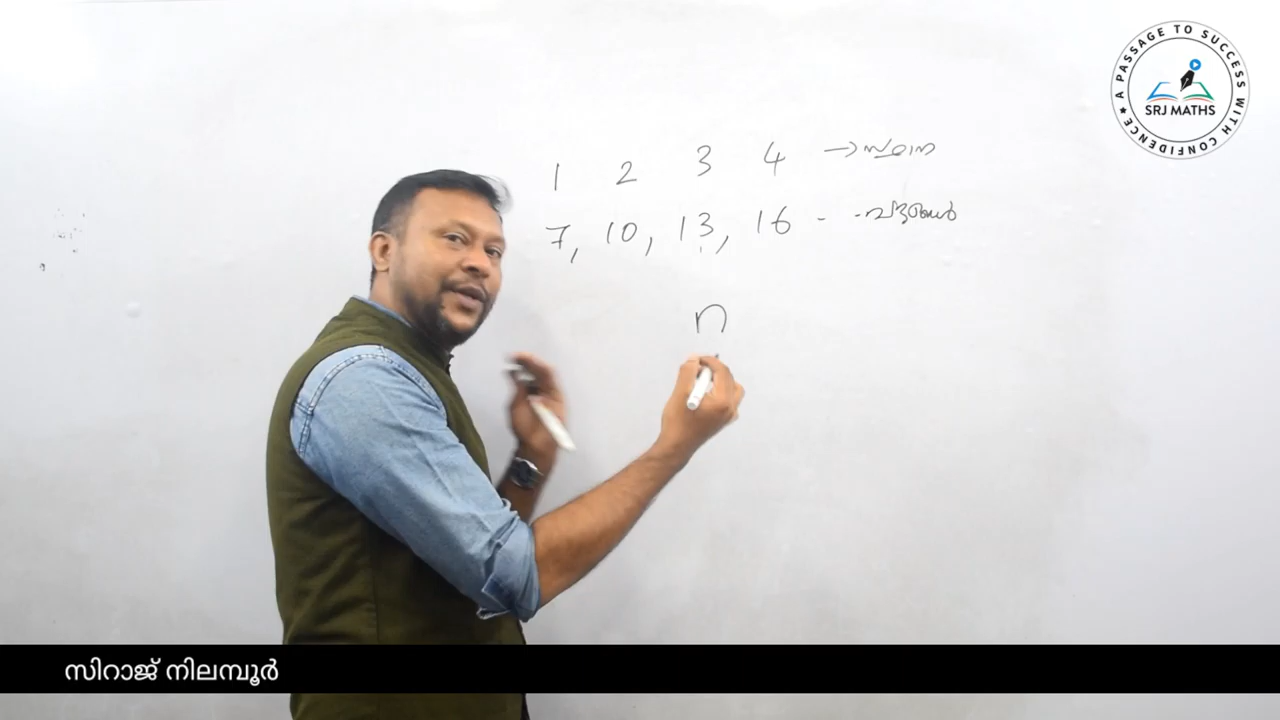 A PASSAGE TO SUCCESS WITH CONFIDENCE
SRJ MATHS
1 2 3 4 → സ്ഥാന
7, 10, 13, 16 - - പദങ്ങൾ
n
സിറാജ് നിലമ്പൂർ